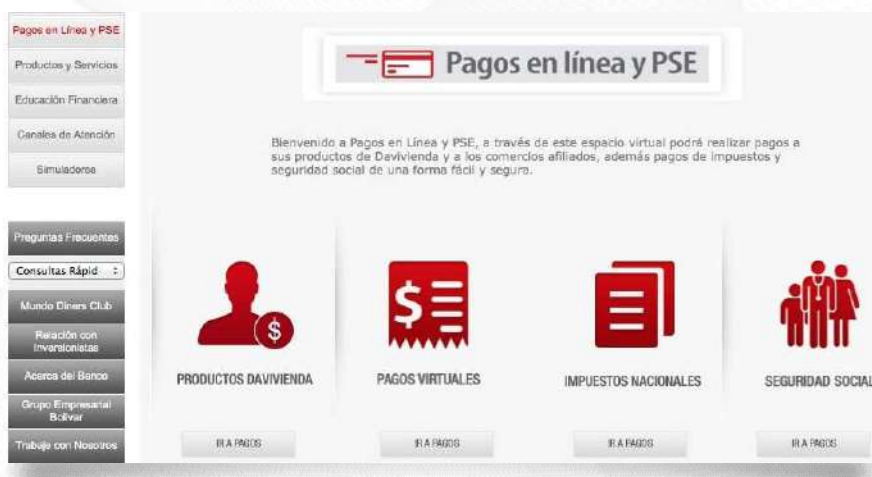 Pagos en Línea y PSE
Productos y Servicios
Educación Financiera
Canales de Atención
Simuladores
Preguntas Frecuentes
Consultas Rápid
Mundo Diners Club
Relación con
Inversionistas
Acerca del Banco
Grupo Empresarial
Bolívar
Trabaje con Nosotros
Pagos en línea y PSE
Bienvenido a Pagos en Línea y PSE, a través de este espacio virtual podrá realizar pagos a
sus productos de Davivienda y a los comercios afiliados, además pagos de impuestos y
seguridad social de una forma fácil y segura.
$
$
PRODUCTOS DAVIVIENDA
PAGOS VIRTUALES
IMPUESTOS NACIONALES
SEGURIDAD SOCIAL
IR A PAGOS
IR A PAGOS
IR A PAGOS
IR A PAGOS